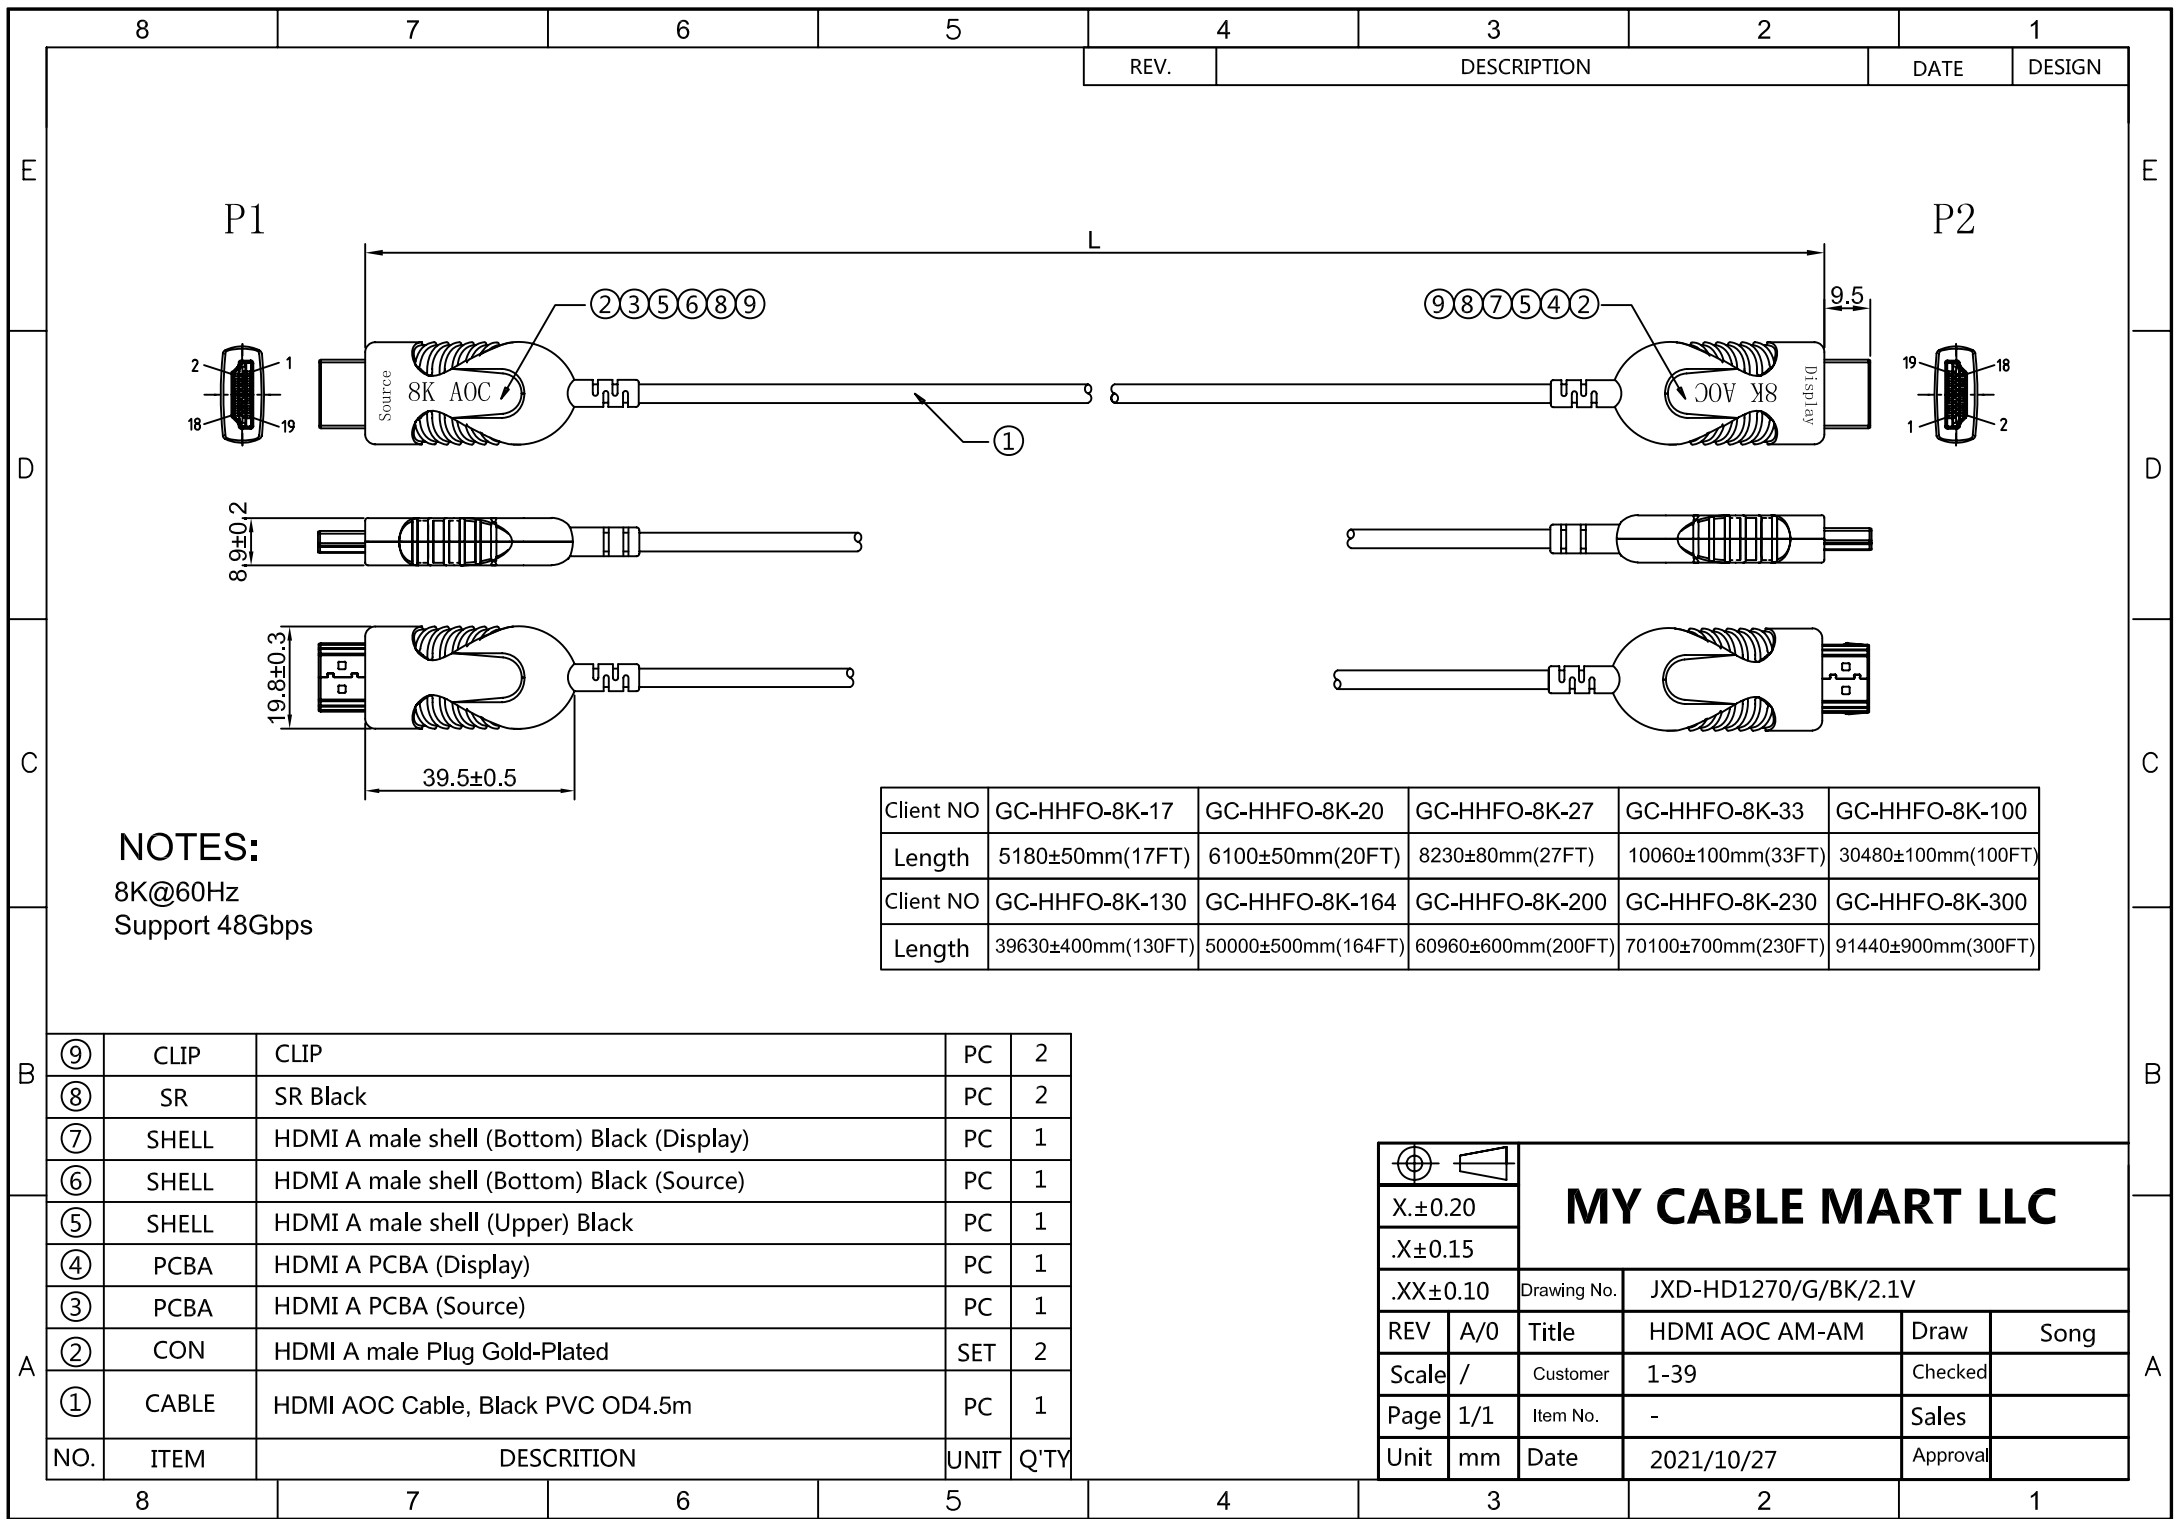 8 7 6 5 4 3 2 1
REV. DESCRIPTION DATE DESIGN
E E
P1 P2
L
②③⑤⑥⑧⑨ ⑨⑧⑦⑤④② 9.5
2 1 Source 8K AOC 8K AOC Display 19 18
18 19 ① 1 2
D D
8.9±0.2
19.8±0.3
C C
39.5±0.5
Client NO GC-HHFO-8K-17 GC-HHFO-8K-20 GC-HHFO-8K-27 GC-HHFO-8K-33 GC-HHFO-8K-100
Length 5180±50mm(17FT) 6100±50mm(20FT) 8230±80mm(27FT) 10060±100mm(33FT) 30480±100mm(100FT)
Client NO GC-HHFO-8K-130 GC-HHFO-8K-164 GC-HHFO-8K-200 GC-HHFO-8K-230 GC-HHFO-8K-300
Length 39630±400mm(130FT) 50000±500mm(164FT) 60960±600mm(200FT) 70100±700mm(230FT) 91440±900mm(300FT)
NOTES:
8K@60Hz
Support 48Gbps
B B
⑨ CLIP CLIP PC 2
⑧ SR SR Black PC 2
⑦ SHELL HDMI A male shell (Bottom) Black (Display) PC 1
⑥ SHELL HDMI A male shell (Bottom) Black (Source) PC 1
⑤ SHELL HDMI A male shell (Upper) Black PC 1
④ PCBA HDMI A PCBA (Display) PC 1
③ PCBA HDMI A PCBA (Source) PC 1
② CON HDMI A male Plug Gold-Plated SET 2
① CABLE HDMI AOC Cable, Black PVC OD4.5m PC 1
NO. ITEM DESCRITION UNIT Q'TY
A A
X.±0.20
.X±0.15
.XX±0.10
MY CABLE MART LLC
Drawing No. JXD-HD1270/G/BK/2.1V
REV A/0 Title HDMI AOC AM-AM Draw Song
Scale / Customer 1-39 Checked
Page 1/1 Item No. - Sales
Unit mm Date 2021/10/27 Approval
8 7 6 5 4 3 2 1